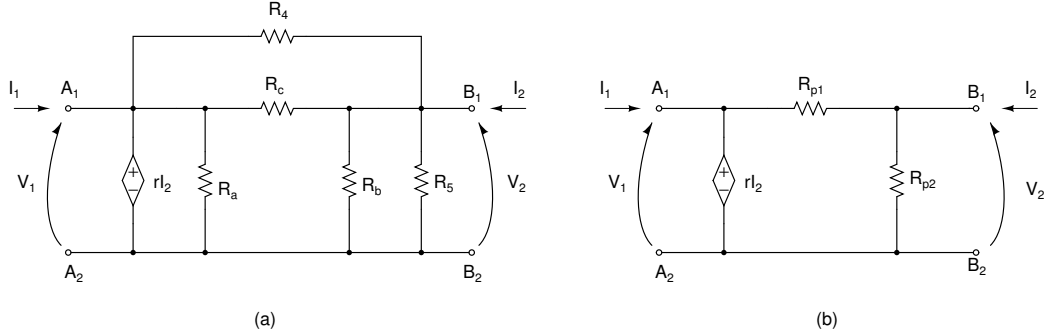 R4
I1 A1 Rc B1 I2
V1 + − rI2 Ra Rb R5 V2
A2 B2
(a)
I1 A1 Rp1 B1 I2
V1 + − rI2 Rp2 V2
A2 B2
(b)